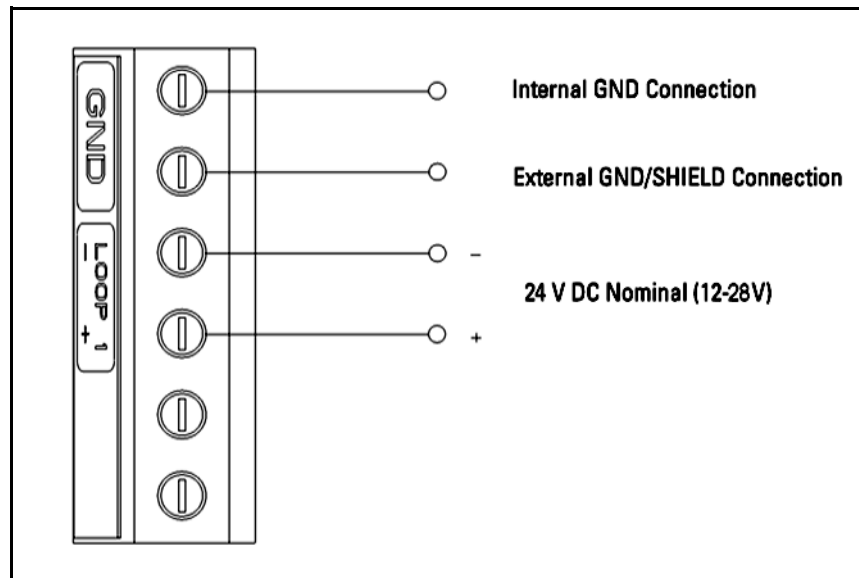 GND
LOOP 1
- +
Internal GND Connection
External GND/SHIELD Connection
-
24 V DC Nominal (12-28V)
+